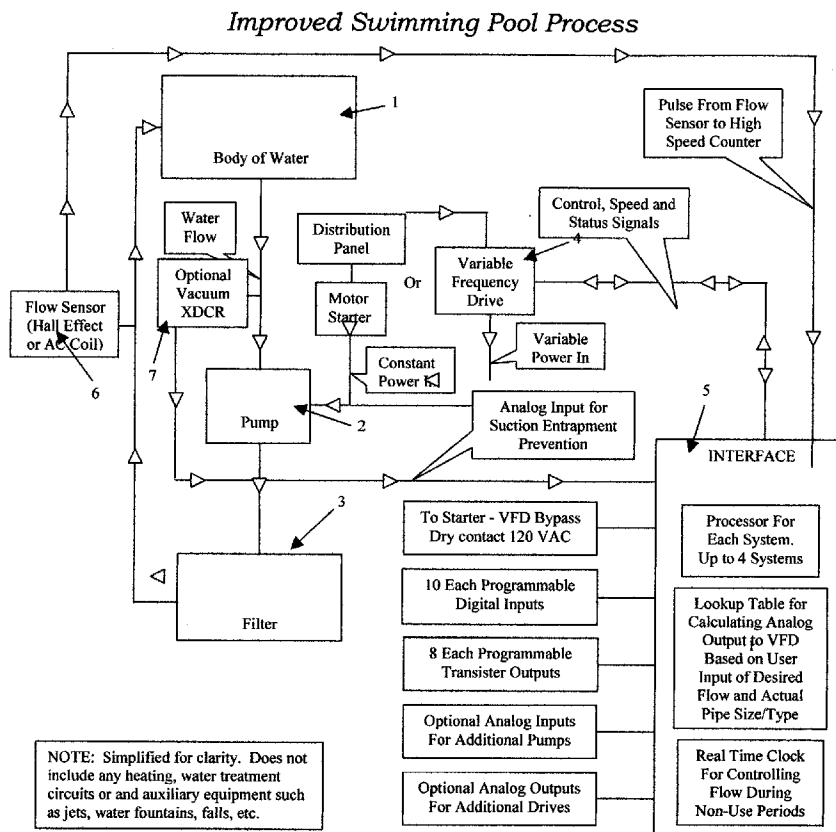 Improved Swimming Pool Process
1
Body of Water
Pulse From Flow
Sensor to High
Speed Counter
Water
Flow
Distribution
Panel
Control, Speed and
Status Signals
4
Optional
Vacuum
XDCR
Or
Variable
Frequency
Drive
Motor
Starter
Flow Sensor
(Hall Effect
or AC Coil)
6
7
Variable
Power In
Constant
Power In
Pump
2
Analog Input for
Suction Entrapment
Prevention
5
INTERFACE
3
Filter
To Starter - VFD Bypass
Dry contact 120 VAC
Processor For
Each System.
Up to 4 Systems
10 Each Programmable
Digital Inputs
Lookup Table for
Calculating Analog
Output to VFD
Based on User
Input of Desired
Flow and Actual
Pipe Size/Type
8 Each Programmable
Transister Outputs
Optional Analog Inputs
For Additional Pumps
Real Time Clock
For Controlling
Flow During
Non-Use Periods
Optional Analog Outputs
For Additional Drives
NOTE: Simplified for clarity. Does not
include any heating, water treatment
circuits or and auxiliary equipment such
as jets, water fountains, falls, etc.